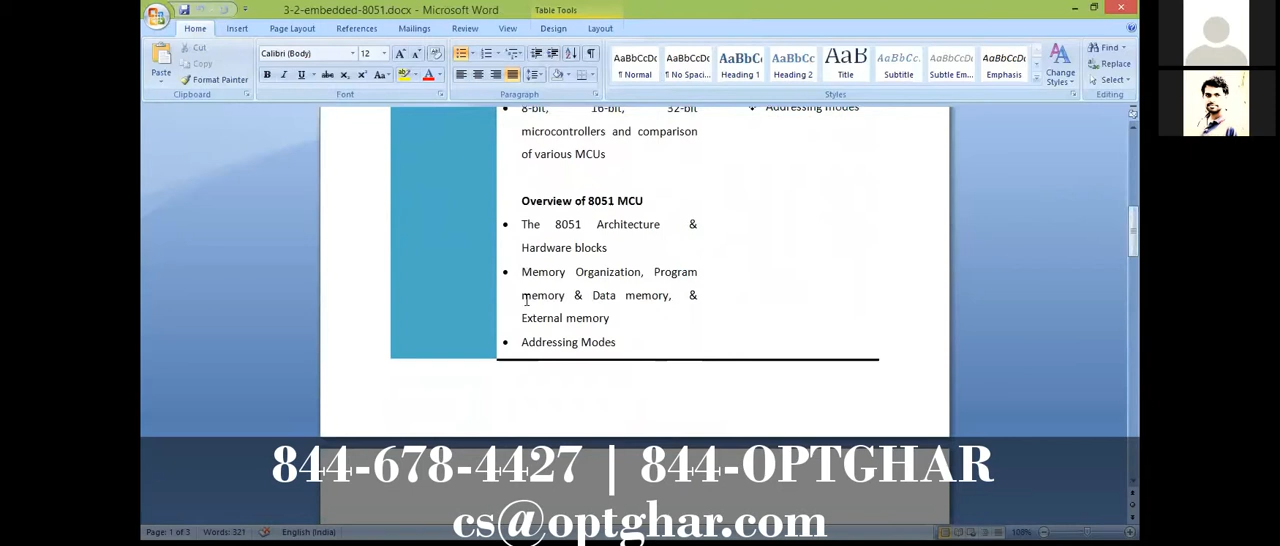 3-2-embedded-8051.docx - Microsoft Word
Table Tools
Home Insert Page Layout References Mailings Review View Design Layout
Paste
Cut
Copy
Format Painter
Clipboard
Calibri (Body) 12
Font
Paragraph
AaBbCcDc AaBbCcDc AaBbCc AaBbCc AaB AaBbCc. AaBbCcDc AaBbCcDc
¶ Normal ¶ No Spaci... Heading 1 Heading 2 Title Subtitle Subtle Em... Emphasis
Styles
Change
Styles
Find
Replace
Select
Editing
8-bit, 16-bit, 32-bit
microcontrollers and comparison
of various MCUs
Addressing modes
Overview of 8051 MCU
• The 8051 Architecture &
Hardware blocks
• Memory Organization, Program
memory & Data memory, &
External memory
• Addressing Modes
844-678-4427 | 844-OPTGHAR
cs@optghar.com
Page: 1 of 3 Words: 321 English (India) 108%